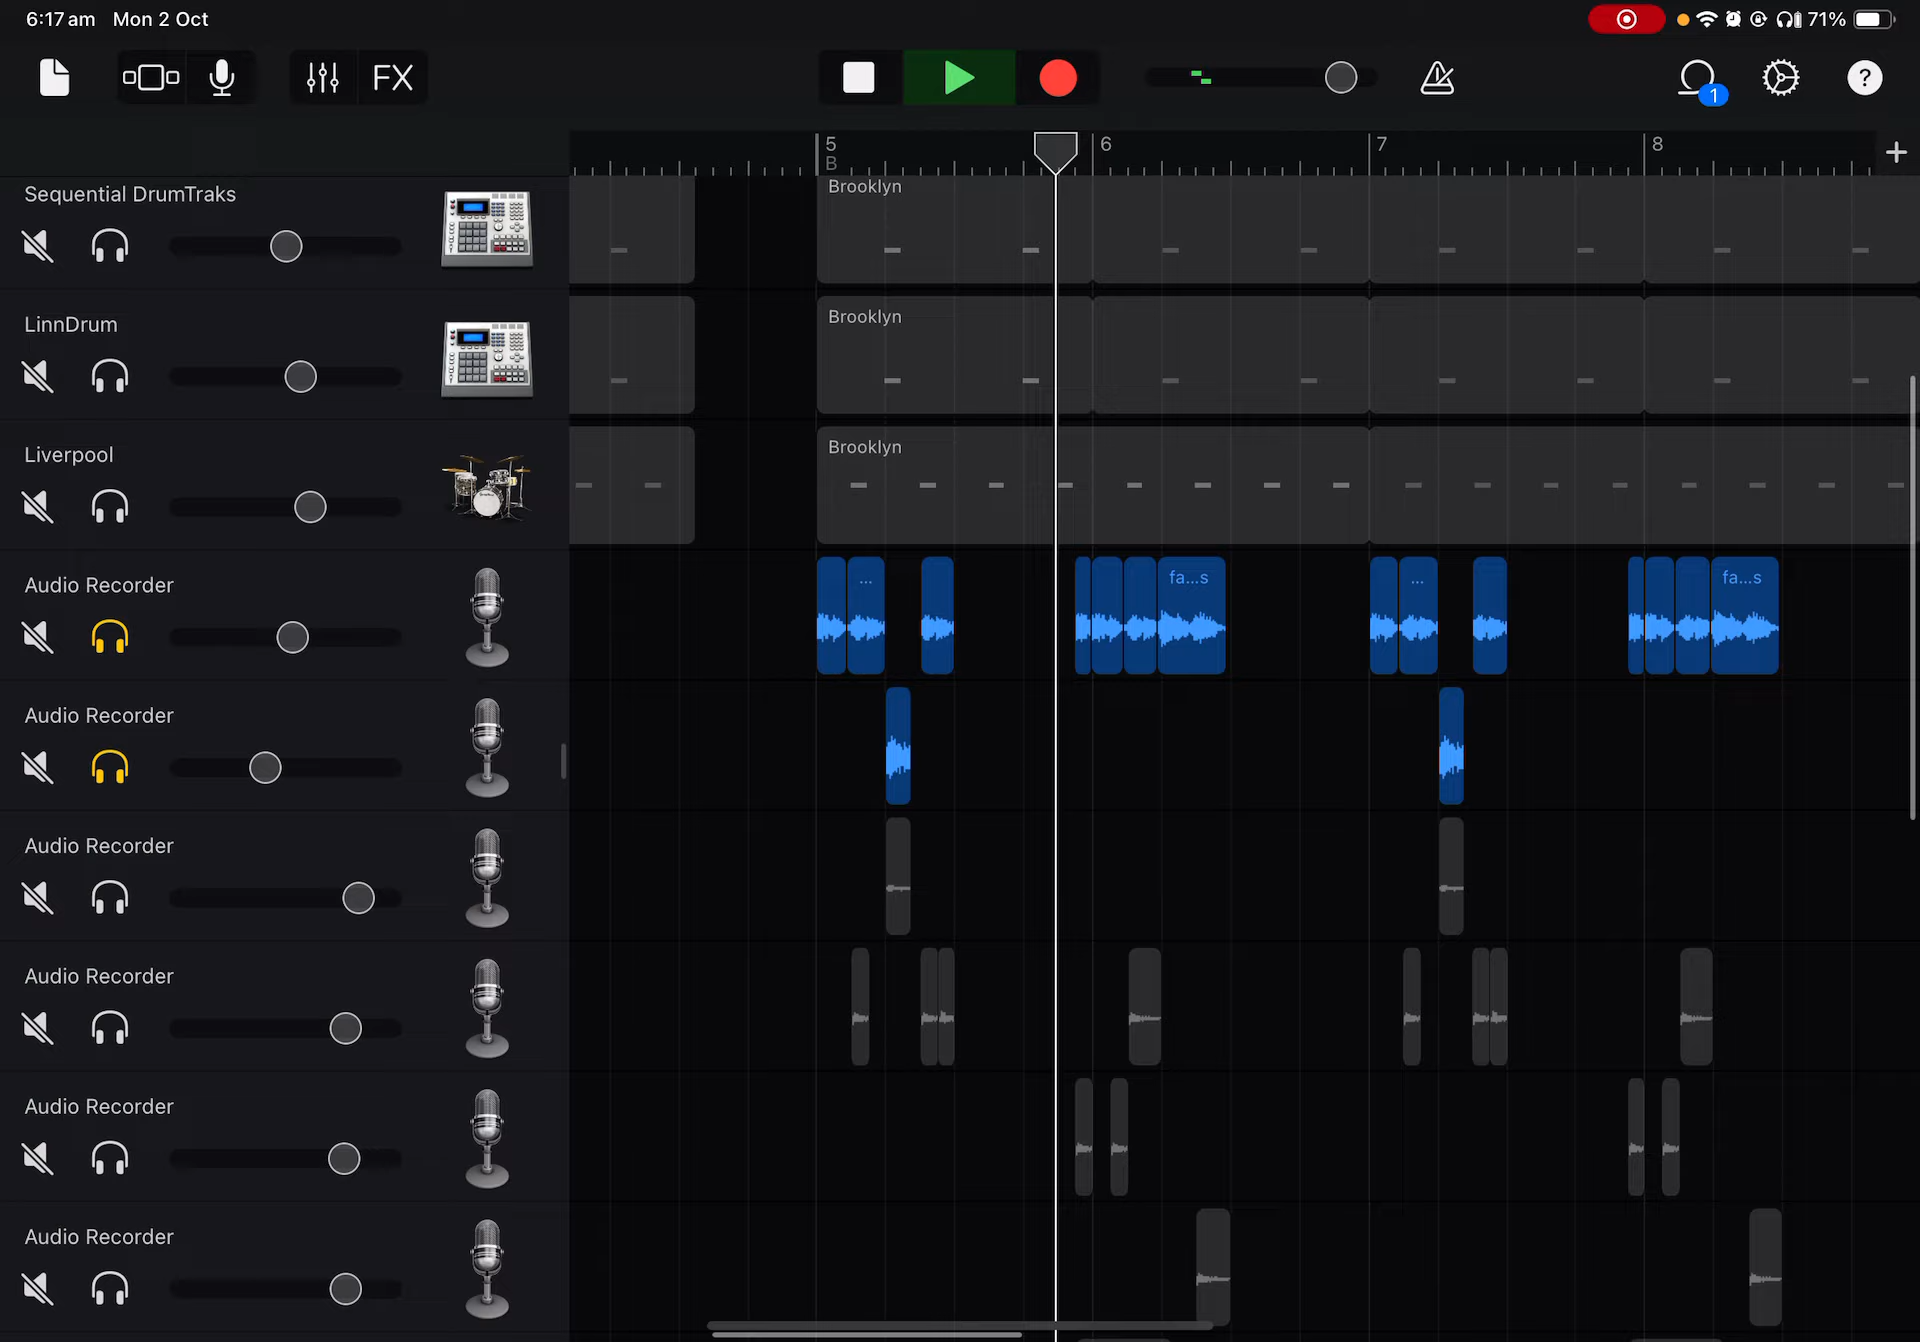 6:17 am Mon 2 Oct
71%
FX
1
?
5
B
6
7
8
Sequential DrumTraks
Brooklyn
LinnDrum
Brooklyn
Liverpool
Brooklyn
Audio Recorder
...
fa...s
...
fa...s
Audio Recorder
Audio Recorder
Audio Recorder
Audio Recorder
Audio Recorder